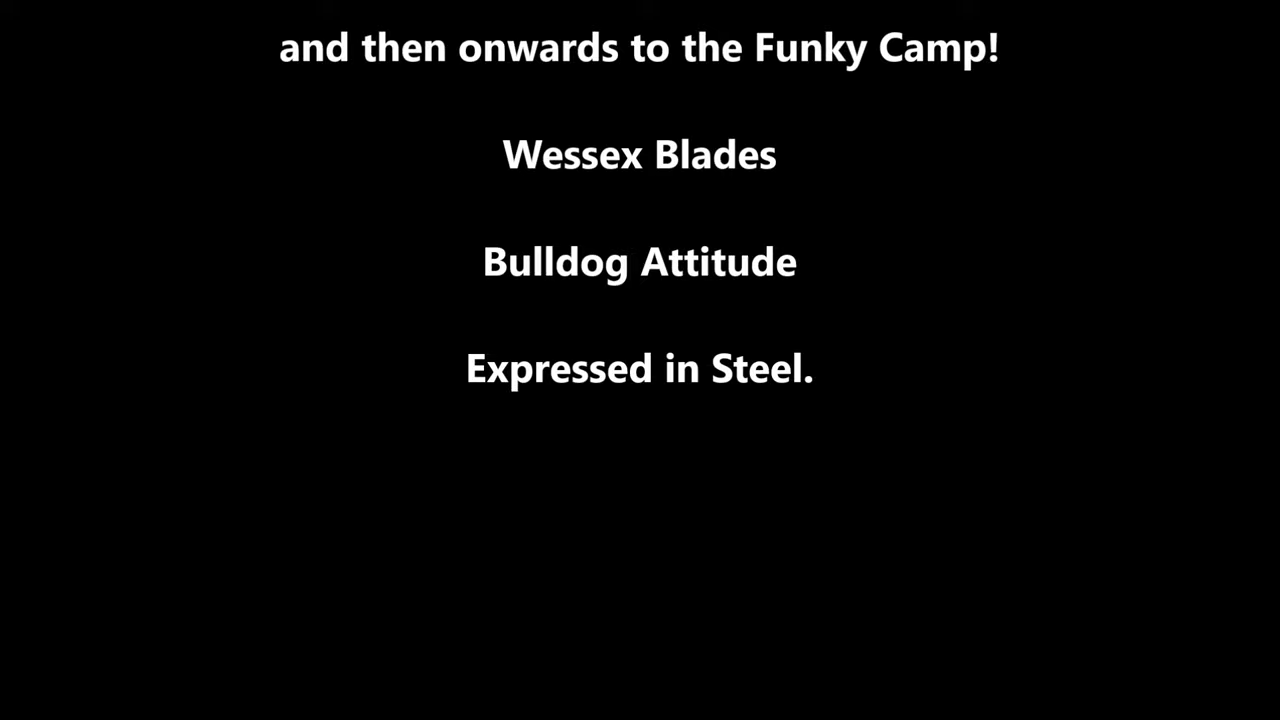 and then onwards to the Funky Camp!
Wessex Blades
Bulldog Attitude
Expressed in Steel.